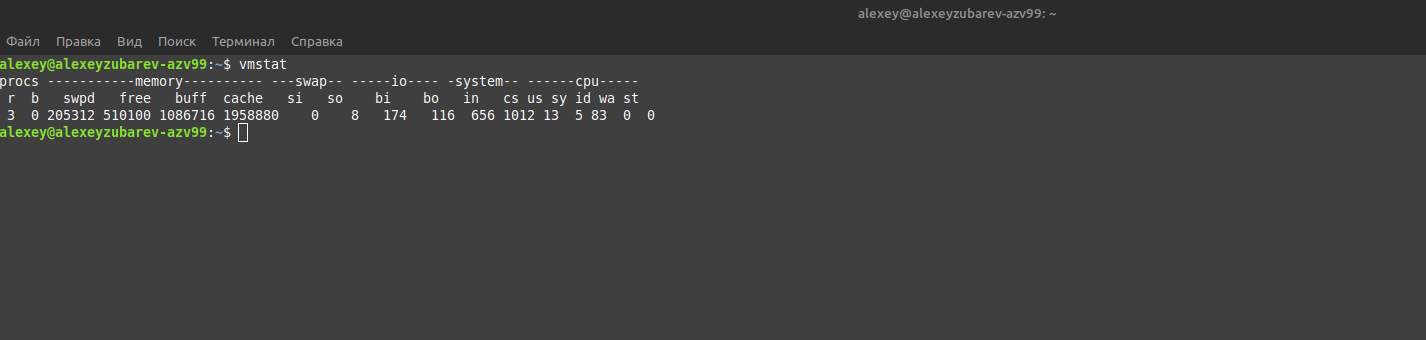 alexey@alexeyzubarev-azv99: ~
Файл Правка Вид Поиск Терминал Справка
alexey@alexeyzubarev-azv99:~$ vmstat
procs -----------memory---------- ---swap-- -----io---- -system-- ------cpu-----
 r  b   swpd   free   buff  cache   si   so    bi    bo   in   cs us sy id wa st
 3  0 205312 510100 1086716 1958880    0    8   174   116  656 1012 13  5 83  0  0
alexey@alexeyzubarev-azv99:~$